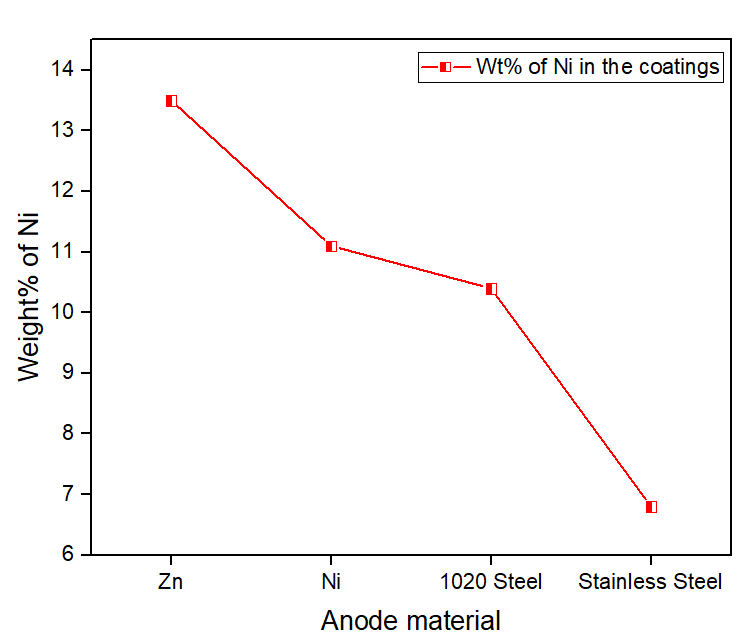 Wt% of Ni in the coatings
14
13
12
11
10
9
8
7
6
Weight% of Ni
Zn
Ni
1020 Steel
Stainless Steel
Anode material